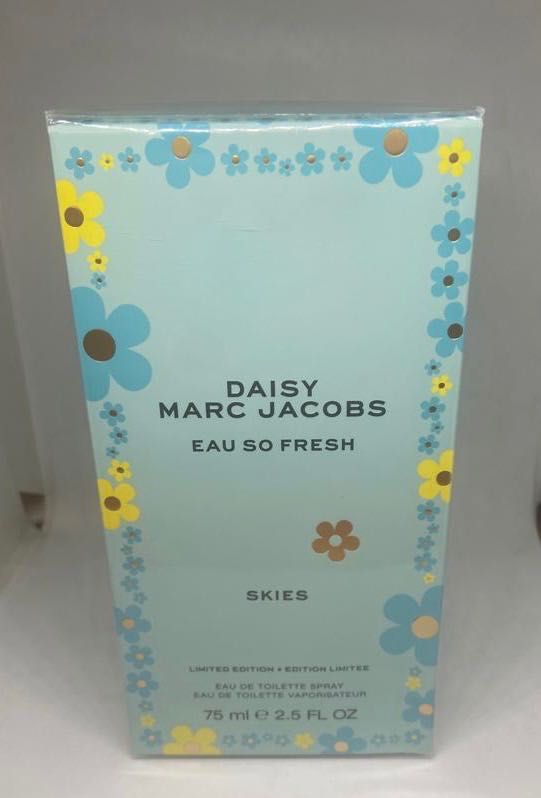 DAISY
MARC JACOBS
EAU SO FRESH
SKIES
LIMITED EDITION • EDITION LIMITEE
EAU DE TOILETTE SPRAY
EAU DE TOILETTE VAPORISATEUR
75 ml ℮ 2.5 FL OZ